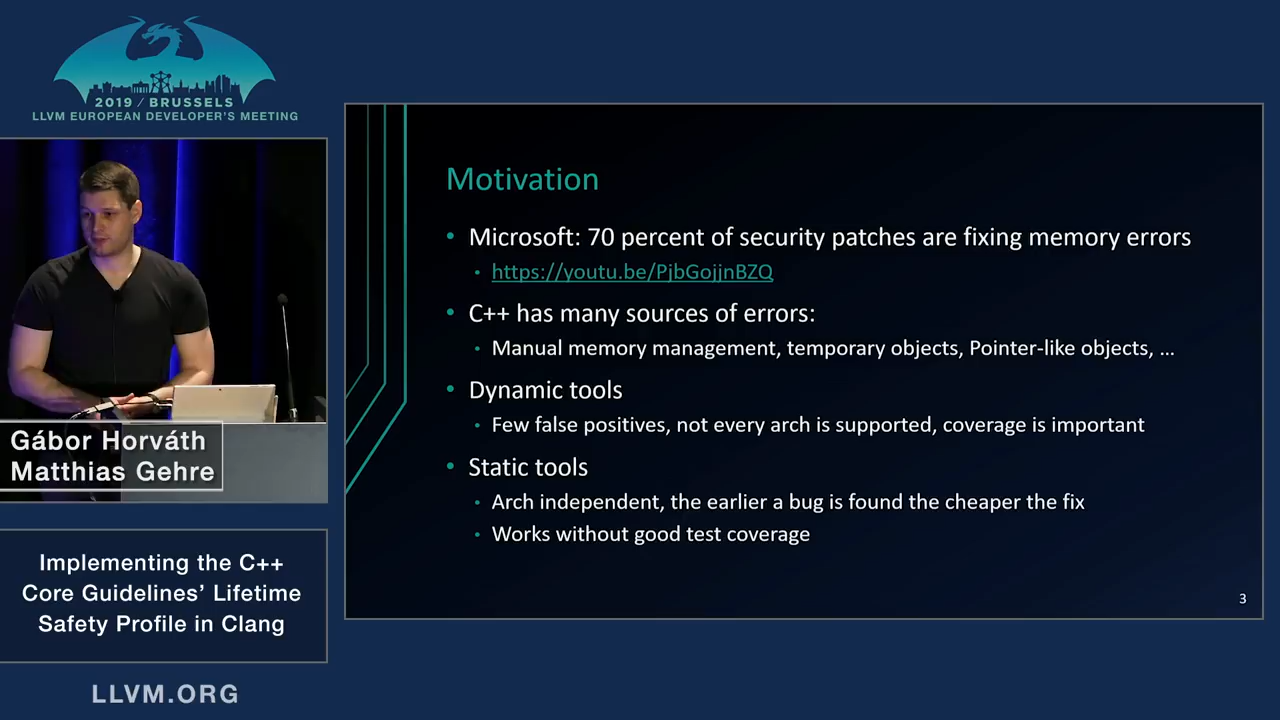 2019 / BRUSSELS
LLVM EUROPEAN DEVELOPER'S MEETING
Gábor Horváth
Matthias Gehre
Implementing the C++
Core Guidelines' Lifetime
Safety Profile in Clang
LLVM.ORG
Motivation
• Microsoft: 70 percent of security patches are fixing memory errors
• https://youtu.be/PjbGojjnBZQ
• C++ has many sources of errors:
• Manual memory management, temporary objects, Pointer-like objects, …
• Dynamic tools
• Few false positives, not every arch is supported, coverage is important
• Static tools
• Arch independent, the earlier a bug is found the cheaper the fix
• Works without good test coverage
3